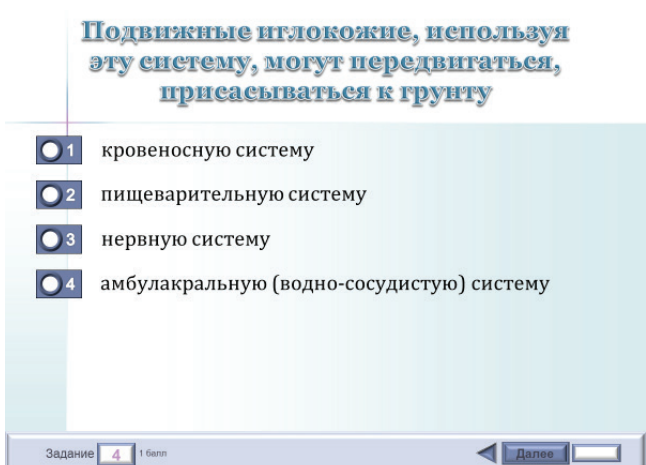 Подвижные иглокожие, используя
эту систему, могут передвигаться,
присасываться к грунту
1 кровеносную систему
2 пищеварительную систему
3 нервную систему
4 амбулакральную (водно-сосудистую) систему
Задание 4 1 балл Далее